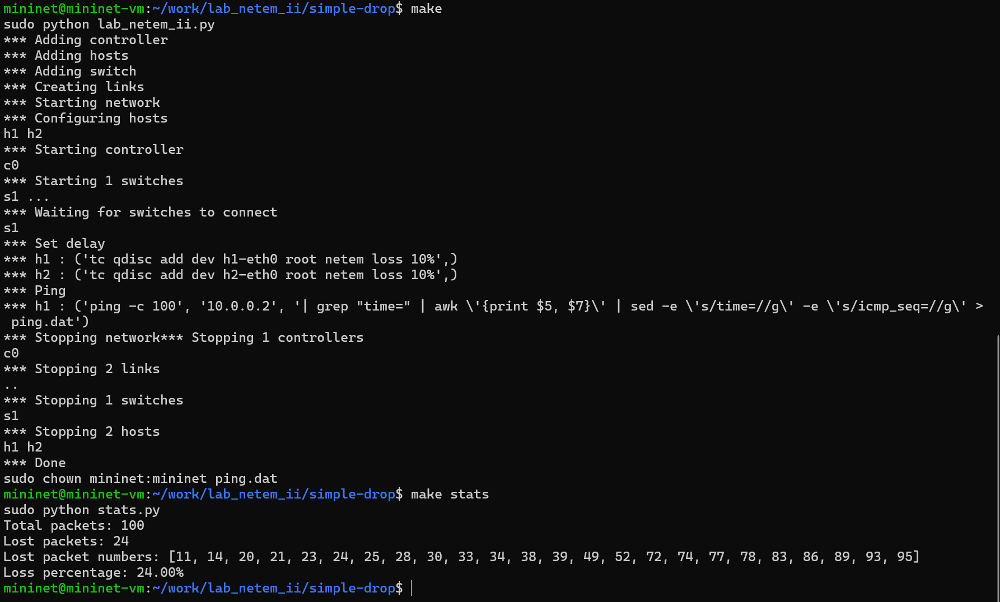 mininet@mininet-vm:~/work/lab_netem_ii/simple-drop$ make
sudo python lab_netem_ii.py
*** Adding controller
*** Adding hosts
*** Adding switch
*** Creating links
*** Starting network
*** Configuring hosts
h1 h2
*** Starting controller
c0
*** Starting 1 switches
s1 ...
*** Waiting for switches to connect
s1
*** Set delay
*** h1 : ('tc qdisc add dev h1-eth0 root netem loss 10%',)
*** h2 : ('tc qdisc add dev h2-eth0 root netem loss 10%',)
*** Ping
*** h1 : ('ping -c 100', '10.0.0.2', '| grep "time=" | awk \'{print $5, $7}\' | sed -e \'s/time=//g\' -e \'s/icmp_seq=//g\' >
 ping.dat')
*** Stopping network*** Stopping 1 controllers
c0
*** Stopping 2 links
..
*** Stopping 1 switches
s1
*** Stopping 2 hosts
h1 h2
*** Done
sudo chown mininet:mininet ping.dat
mininet@mininet-vm:~/work/lab_netem_ii/simple-drop$ make stats
sudo python stats.py
Total packets: 100
Lost packets: 24
Lost packet numbers: [11, 14, 20, 21, 23, 24, 25, 28, 30, 33, 34, 38, 39, 49, 52, 72, 74, 77, 78, 83, 86, 89, 93, 95]
Loss percentage: 24.00%
mininet@mininet-vm:~/work/lab_netem_ii/simple-drop$